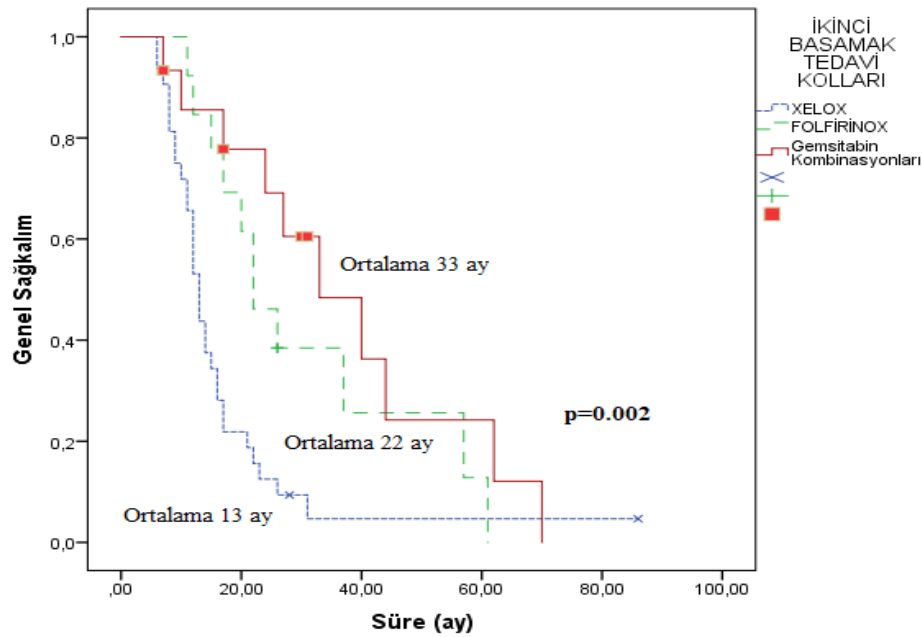 İKİNCİ
BASAMAK
TEDAVİ
KOLLARI
XELOX
FOLFİRİNOX
Gemsitabin
Kombinasyonları
1,0
0,8
0,6
0,4
0,2
0,0
Genel Sağkalım
Ortalama 33 ay
p=0.002
Ortalama 22 ay
Ortalama 13 ay
,00
20,00
40,00
60,00
80,00
100,00
Süre (ay)